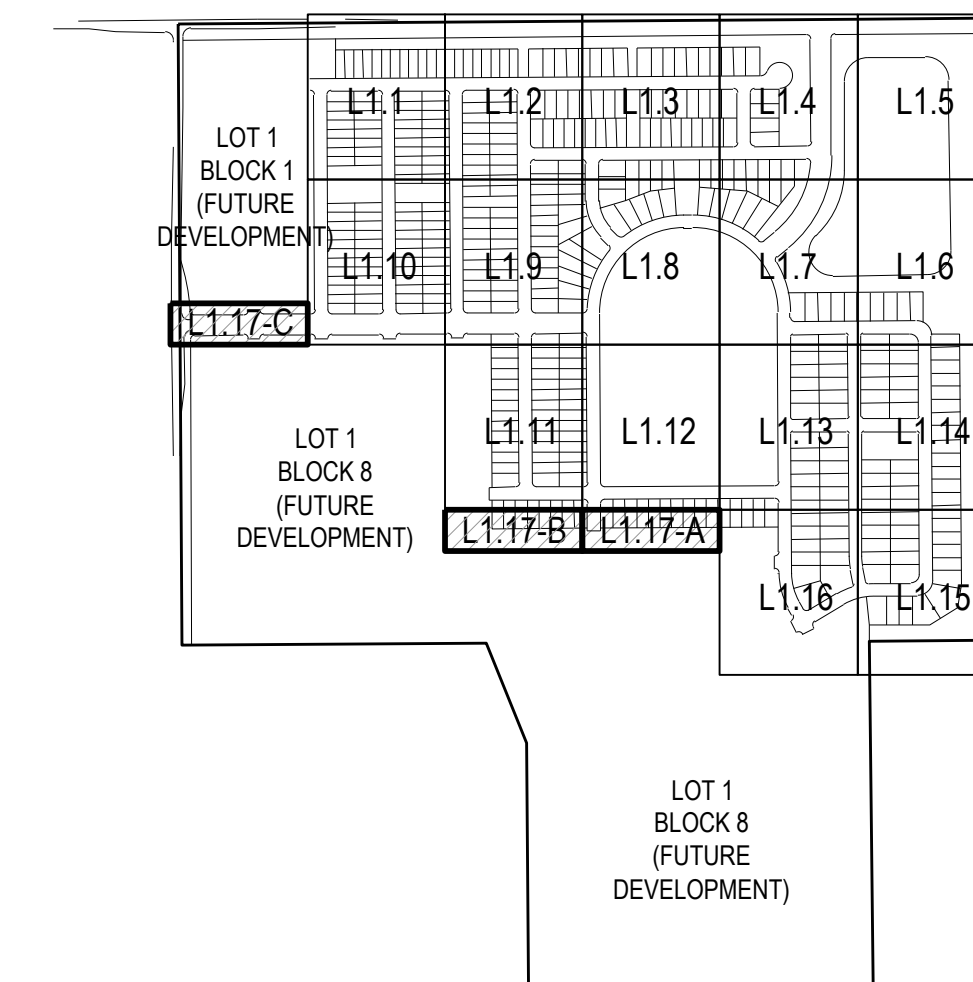 L1.1
L1.2
L1.3
L1.4
L1.5
LOT 1
BLOCK 1
(FUTURE
DEVELOPMENT)
L1.10
L1.9
L1.8
L1.7
L1.6
L1.17-C
LOT 1
BLOCK 8
(FUTURE
DEVELOPMENT)
L1.11
L1.12
L1.13
L1.14
L1.17-B
L1.17-A
L1.16
L1.15
LOT 1
BLOCK 8
(FUTURE
DEVELOPMENT)